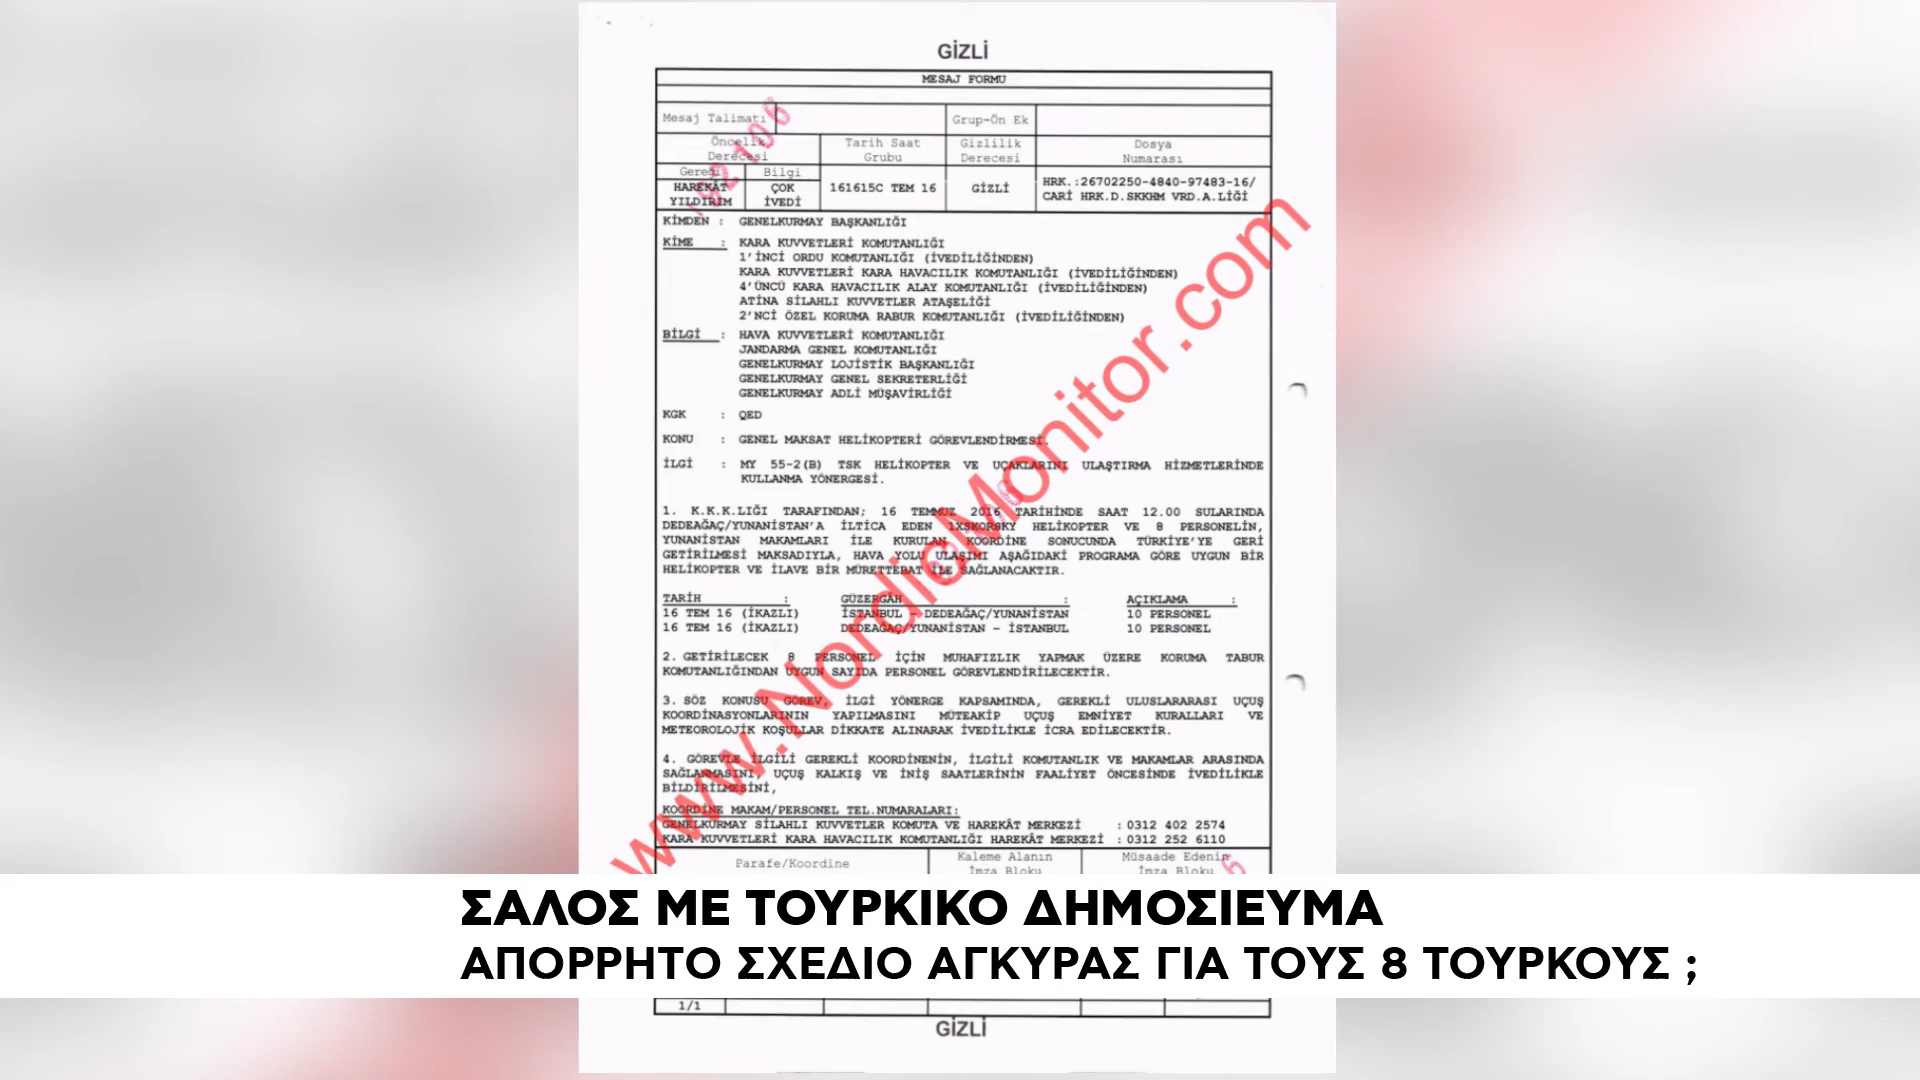 GİZLİ
MESAJ FORMU
Mesaj Talimatı
Grup-Ön Ek
Öncelik Derecesi
Tarih Saat Grubu
Gizlilik Derecesi
Dosya Numarası
Gereği
Bilgi
HAREKÂT YILDIRIM
ÇOK İVEDİ
161615C TEM 16
GİZLİ
HRK.:26702250-4840-97483-16/
CARİ HRK.D.SKKHM VRD.A.LİĞİ
KİMDEN : GENELKURMAY BAŞKANLIĞI
KİME : KARA KUVVETLERİ KOMUTANLIĞI
1'İNCİ ORDU KOMUTANLIĞI (İVEDİLİĞİNDEN)
KARA KUVVETLERİ KARA HAVACILIK KOMUTANLIĞI (İVEDİLİĞİNDEN)
4'ÜNCÜ KARA HAVACILIK ALAY KOMUTANLIĞI (İVEDİLİĞİNDEN)
ATİNA SİLAHLI KUVVETLER ATAŞELİĞİ
2'NCİ ÖZEL KORUMA RABUR KOMUTANLIĞI (İVEDİLİĞİNDEN)
BİLGİ : HAVA KUVVETLERİ KOMUTANLIĞI
JANDARMA GENEL KOMUTANLIĞI
GENELKURMAY LOJİSTİK BAŞKANLIĞI
GENELKURMAY GENEL SEKRETERLİĞİ
GENELKURMAY ADLİ MÜŞAVİRLİĞİ
KGK : QED
KONU : GENEL MAKSAT HELİKOPTERİ GÖREVLENDİRMESİ.
İLGİ : MY 55-2(B) TSK HELİKOPTER VE UÇAKLARINI ULAŞTIRMA HİZMETLERİNDE
KULLANMA YÖNERGESİ.
1. K.K.K.LIĞI TARAFINDAN; 16 TEMMUZ 2016 TARİHİNDE SAAT 12.00 SULARINDA
DEDEAĞAÇ/YUNANİSTAN'A İLTİCA EDEN 1XSKORSKY HELİKOPTER VE 8 PERSONELİN,
YUNANİSTAN MAKAMLARI İLE KURULAN KOORDİNE SONUCUNDA TÜRKİYE'YE GERİ
GETİRİLMESİ MAKSADIYLA, HAVA YOLU ULAŞIMI AŞAĞIDAKİ PROGRAMA GÖRE UYGUN BİR
HELİKOPTER VE İLAVE BİR MÜRETTEBAT İLE SAĞLANACAKTIR.
TARİH : GÜZERGÂH : AÇIKLAMA :
16 TEM 16 (İKAZLI) İSTANBUL - DEDEAĞAÇ/YUNANİSTAN 10 PERSONEL
16 TEM 16 (İKAZLI) DEDEAĞAÇ/YUNANİSTAN - İSTANBUL 10 PERSONEL
2. GETİRİLECEK 8 PERSONEL İÇİN MUHAFIZLIK YAPMAK ÜZERE KORUMA TABUR
KOMUTANLIĞINDAN UYGUN SAYIDA PERSONEL GÖREVLENDİRİLECEKTİR.
3. SÖZ KONUSU GÖREV, İLGİ YÖNERGE KAPSAMINDA, GEREKLİ ULUSLARARASI UÇUŞ
KOORDİNASYONLARININ YAPILMASINI MÜTEAKİP UÇUŞ EMNİYET KURALLARI VE
METEOROLOJİK KOŞULLAR DİKKATE ALINARAK İVEDİLİKLE İCRA EDİLECEKTİR.
4. GÖREVLE İLGİLİ GEREKLİ KOORDİNENİN, İLGİLİ KOMUTANLIK VE MAKAMLAR ARASINDA
SAĞLANMASINI, UÇUŞ KALKIŞ VE İNİŞ SAATLERİNİN FAALİYET ÖNCESİNDE İVEDİLİKLE
BİLDİRİLMESİNİ,
KOORDİNE MAKAM/PERSONEL TEL.NUMARALARI:
GENELKURMAY SİLAHLI KUVVETLER KOMUTA VE HAREKÂT MERKEZİ : 0312 402 2574
KARA KUVVETLERİ KARA HAVACILIK KOMUTANLIĞI HAREKÂT MERKEZİ : 0312 252 6110
Parafe/Koordine
Kaleme Alanın İmza Bloku
Müsaade Edenin İmza Bloku
www.NordicMonitor.com
ΣΑΛΟΣ ΜΕ ΤΟΥΡΚΙΚΟ ΔΗΜΟΣΙΕΥΜΑ
ΑΠΟΡΡΗΤΟ ΣΧΕΔΙΟ ΑΓΚΥΡΑΣ ΓΙΑ ΤΟΥΣ 8 ΤΟΥΡΚΟΥΣ ;
1/1
GİZLİ